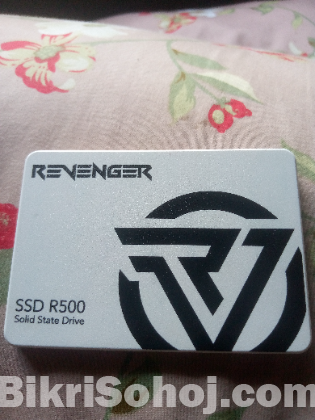 REVENGER
SSD R500
Solid State Drive
BikriSohoj.com